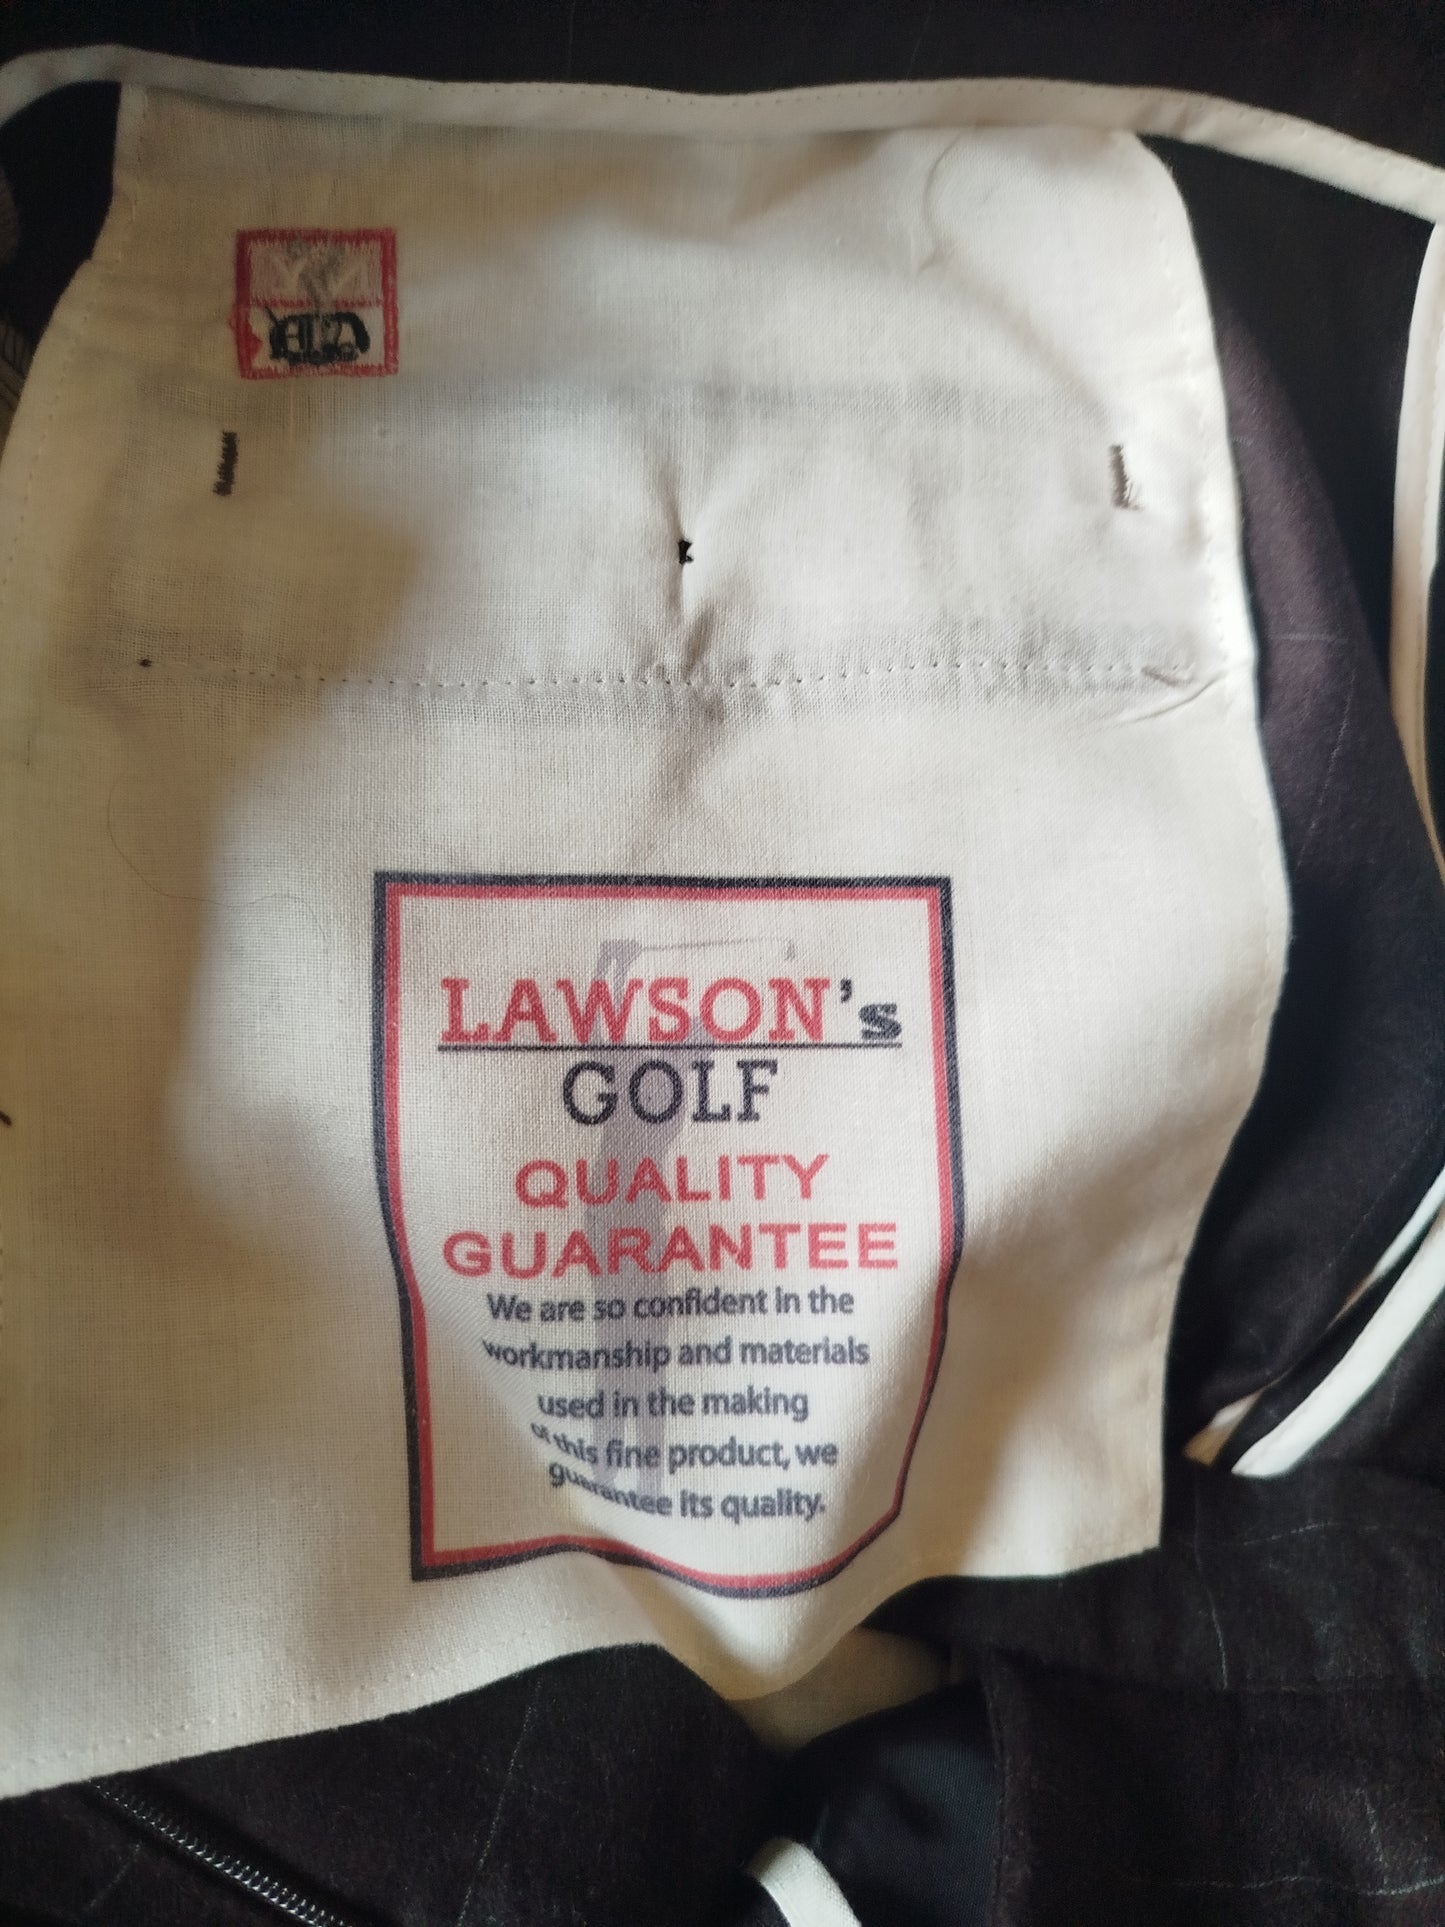 LAWSON's
GOLF
QUALITY
GUARANTEE
We are so confident in the
workmanship and materials
used in the making
of this fine product, we
guarantee its quality.